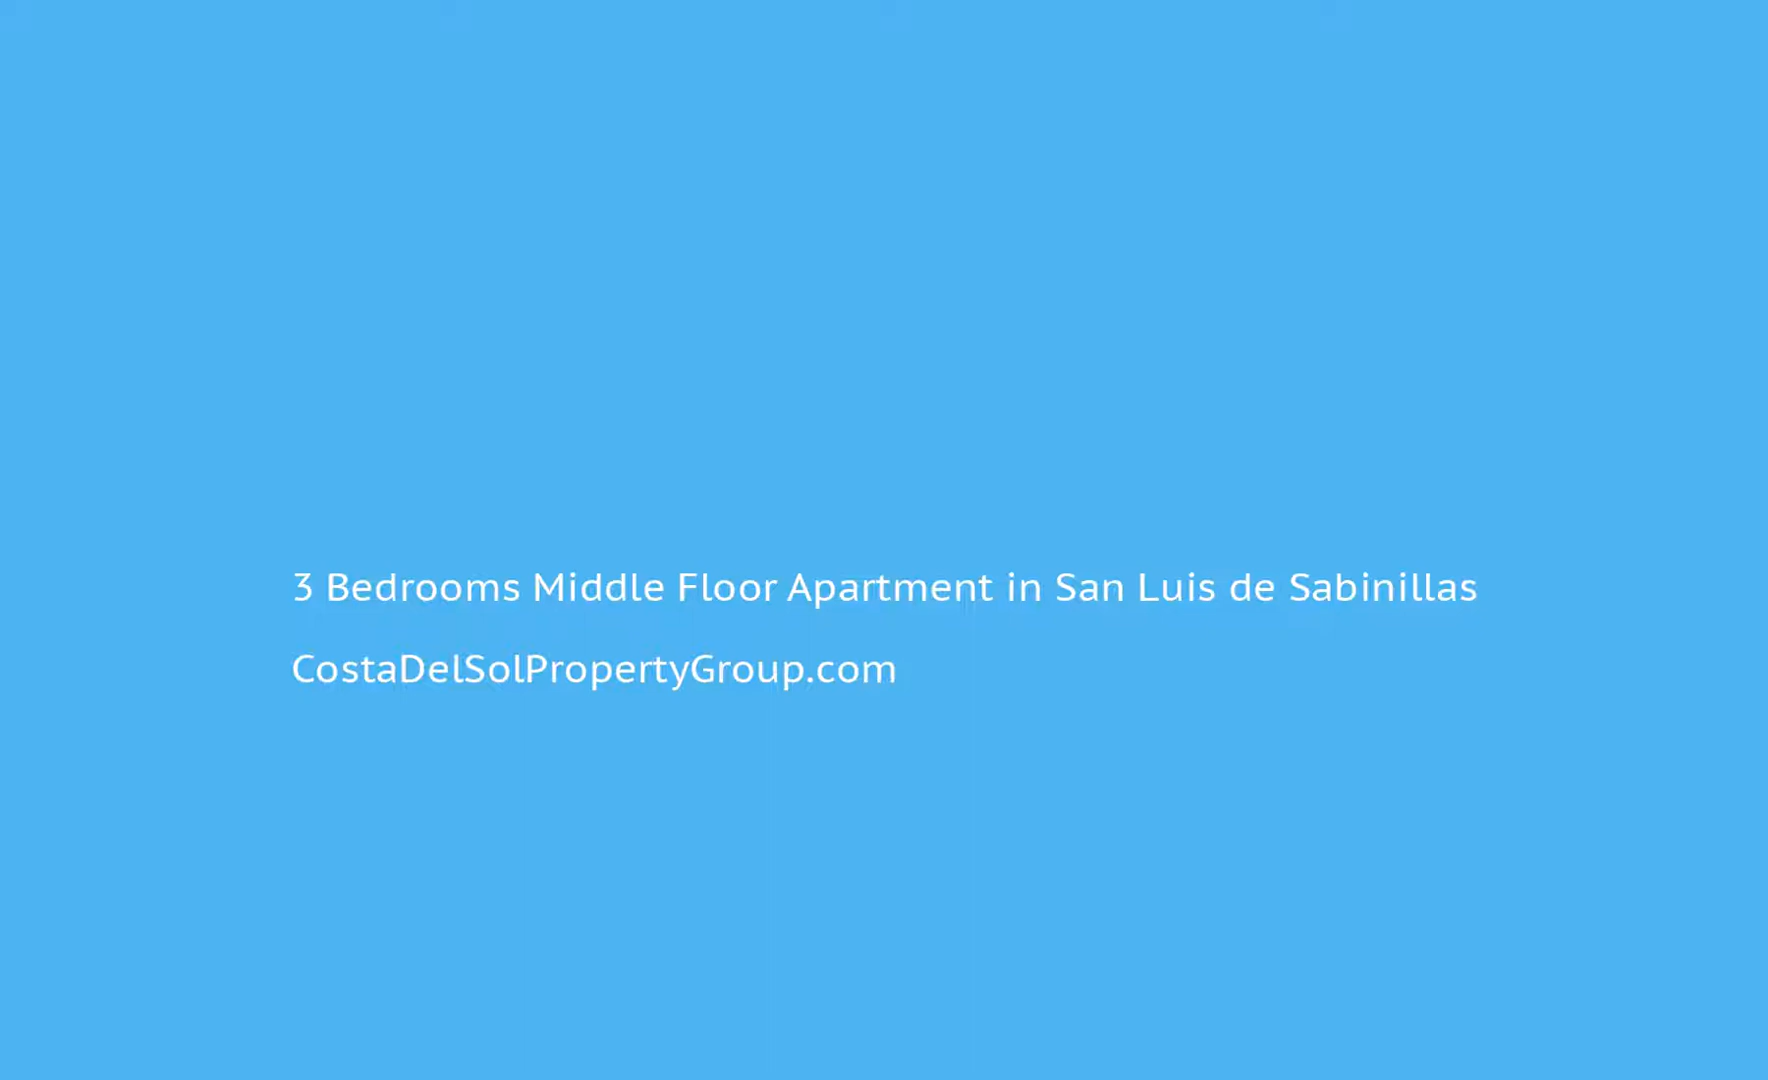 3 Bedrooms Middle Floor Apartment in San Luis de Sabinillas
CostaDelSolPropertyGroup.com